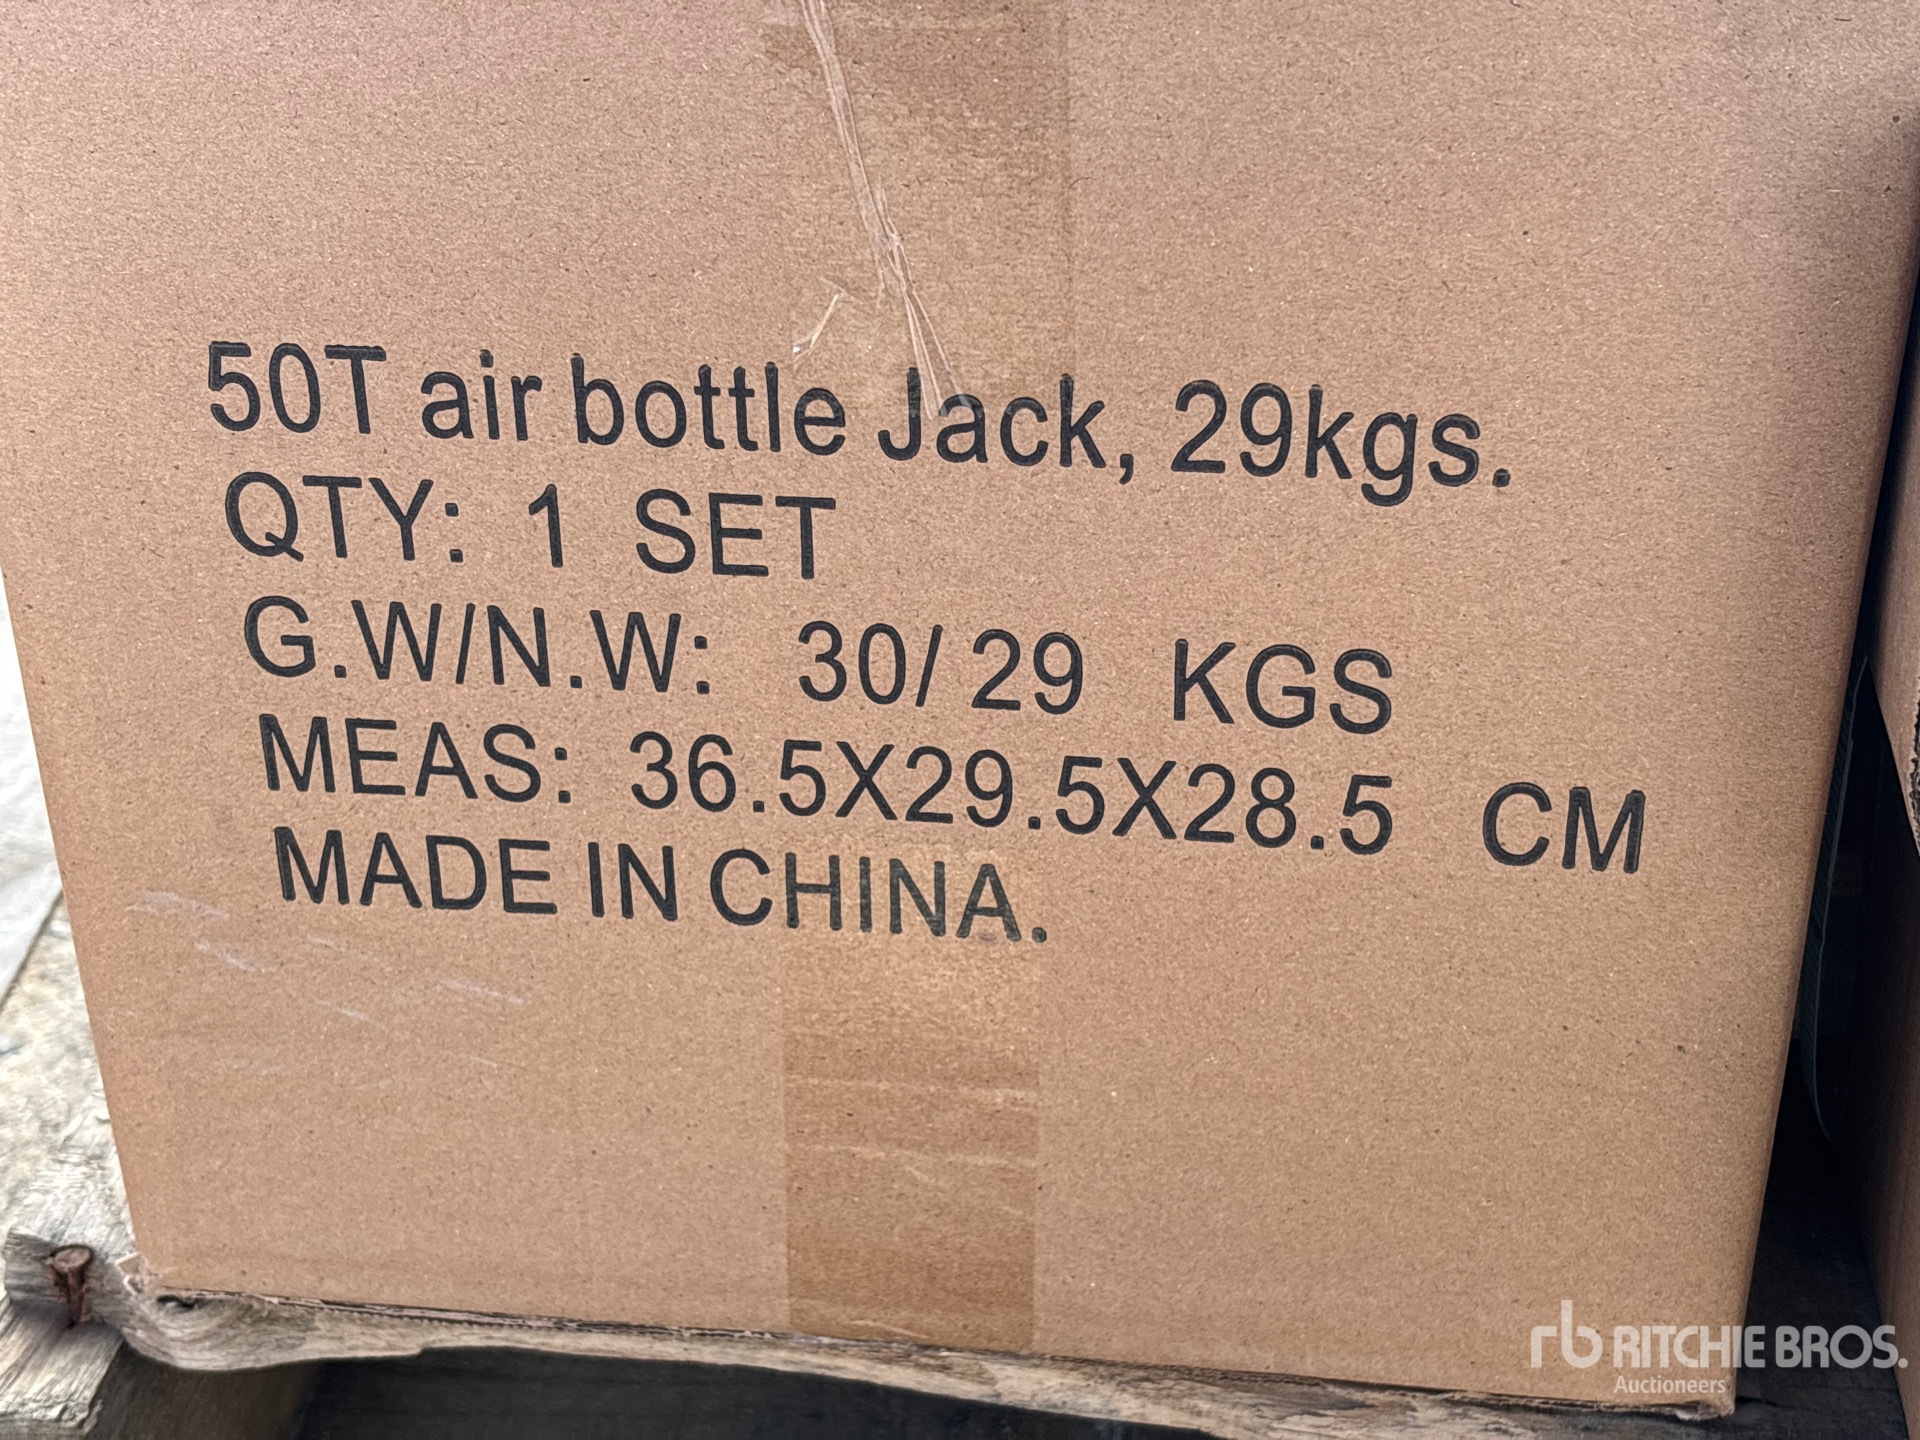 50T air bottle Jack, 29kgs.
QTY: 1 SET
G.W/N.W: 30/ 29 KGS
MEAS: 36.5X29.5X28.5 CM
MADE IN CHINA.
rb RITCHIE BROS.
Auctioneers